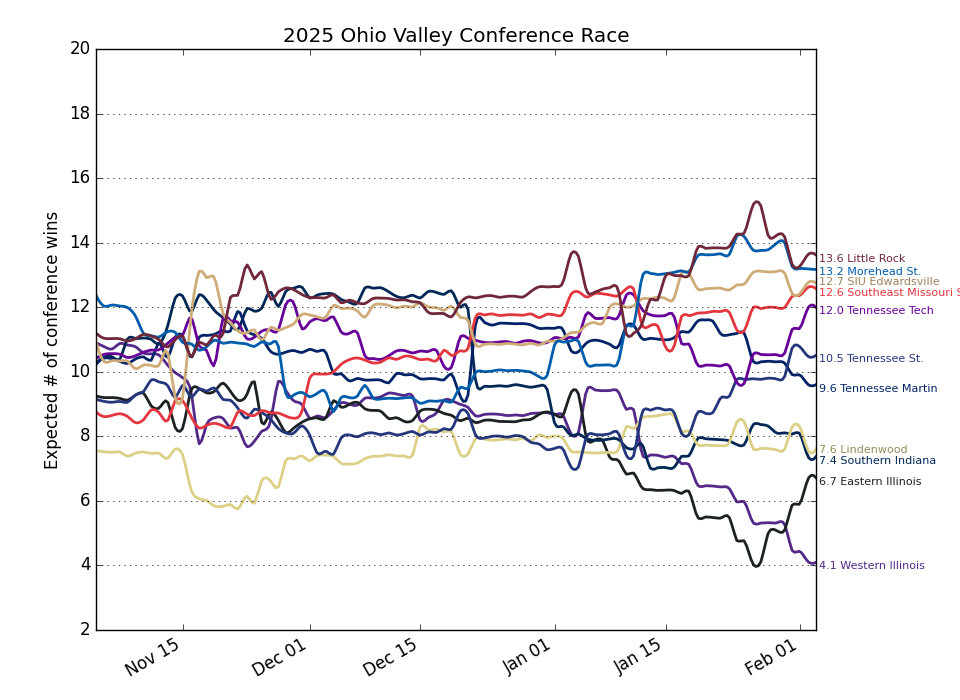 2025 Ohio Valley Conference Race
Expected # of conference wins
20
18
16
14
12
10
8
6
4
2
13.6 Little Rock
13.2 Morehead St.
12.7 SIU Edwardsville
12.6 Southeast Missouri S
12.0 Tennessee Tech
10.5 Tennessee St.
9.6 Tennessee Martin
7.6 Lindenwood
7.4 Southern Indiana
6.7 Eastern Illinois
4.1 Western Illinois
Nov 15
Dec 01
Dec 15
Jan 01
Jan 15
Feb 01